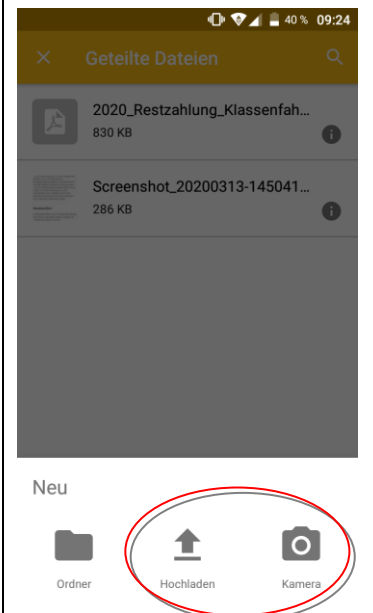 40 % 09:24
Geteilte Dateien
2020_Restzahlung_Klassenfah...
830 KB
Screenshot_20200313-145041...
286 KB
Neu
Ordner Hochladen Kamera